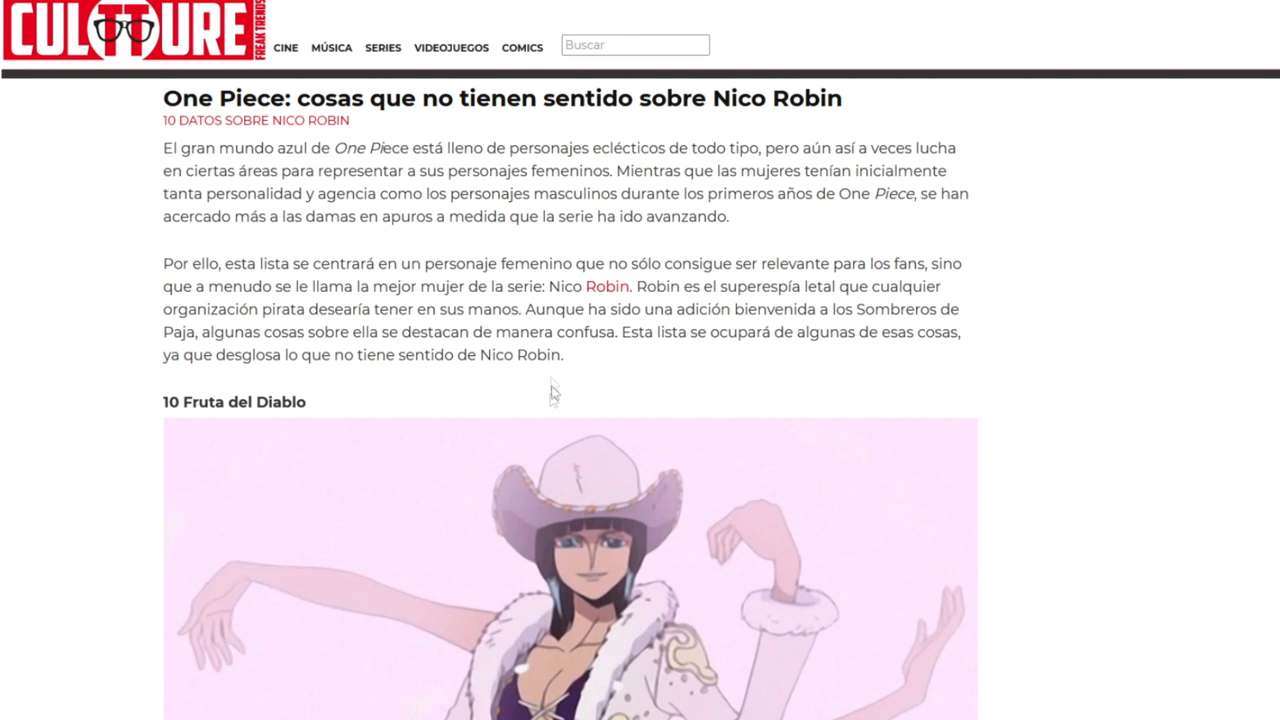 CULTTURE
FREAK TRENDS
CINE MÚSICA SERIES VIDEOJUEGOS COMICS Buscar
One Piece: cosas que no tienen sentido sobre Nico Robin
10 DATOS SOBRE NICO ROBIN
El gran mundo azul de One Piece está lleno de personajes eclécticos de todo tipo, pero aún así a veces lucha
en ciertas áreas para representar a sus personajes femeninos. Mientras que las mujeres tenían inicialmente
tanta personalidad y agencia como los personajes masculinos durante los primeros años de One Piece, se han
acercado más a las damas en apuros a medida que la serie ha ido avanzando.
Por ello, esta lista se centrará en un personaje femenino que no sólo consigue ser relevante para los fans, sino
que a menudo se le llama la mejor mujer de la serie: Nico Robin. Robin es el superespía letal que cualquier
organización pirata desearía tener en sus manos. Aunque ha sido una adición bienvenida a los Sombreros de
Paja, algunas cosas sobre ella se destacan de manera confusa. Esta lista se ocupará de algunas de esas cosas,
ya que desglosa lo que no tiene sentido de Nico Robin.
10 Fruta del Diablo